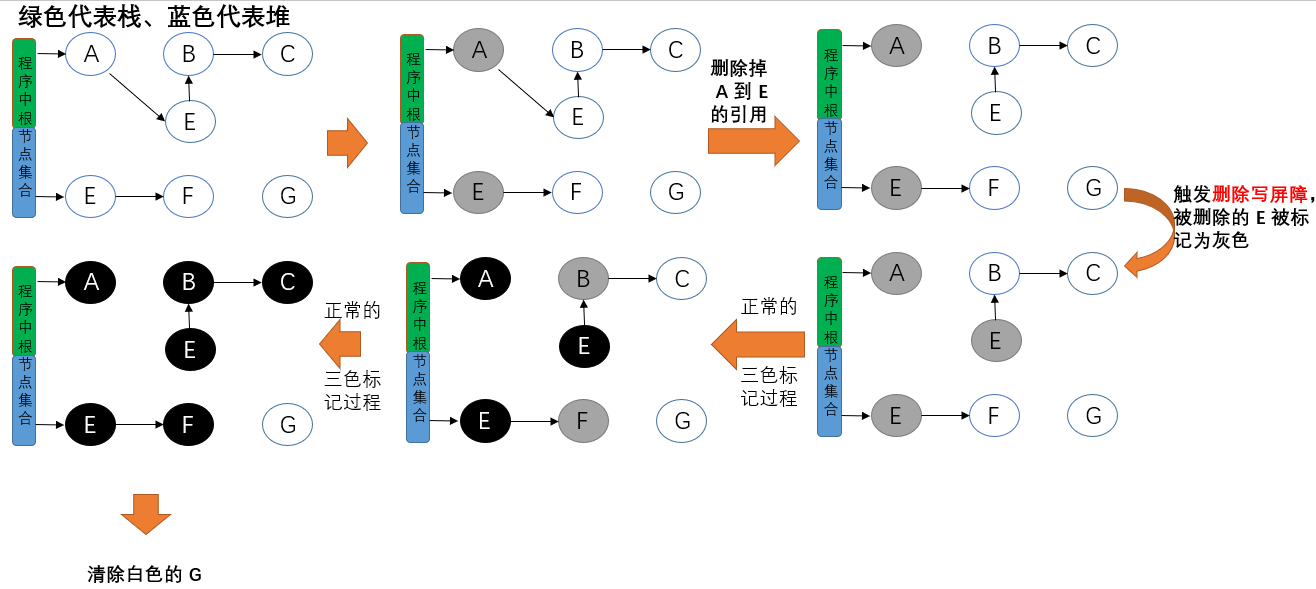 绿色代表栈、蓝色代表堆
程序中根节点集合
A
B
C
E
E
F
G
程序中根节点集合
A
B
C
E
E
F
G
删除掉
A 到 E
的引用
程序中根节点集合
A
B
C
E
E
F
G
触发删除写屏障，
被删除的 E 被标
记为灰色
程序中根节点集合
A
B
C
E
E
F
G
正常的
三色标
记过程
程序中根节点集合
A
B
C
E
E
F
G
正常的
三色标
记过程
程序中根节点集合
A
B
C
E
E
F
G
清除白色的 G